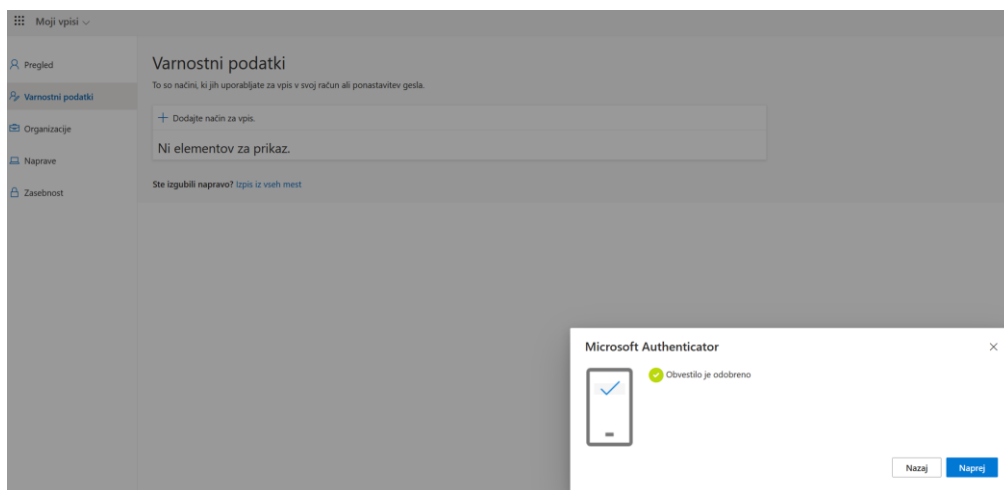 Moji vpisi
Pregled
Varnostni podatki
Organizacije
Naprave
Zasebnost
Varnostni podatki
To so načini, ki jih uporabljate za vpis v svoj račun ali ponastavitev gesla.
+ Dodajte način za vpis.
Ni elementov za prikaz.
Ste izgubili napravo? Izpis iz vseh mest
Microsoft Authenticator
Obvestilo je odobreno
Nazaj
Naprej